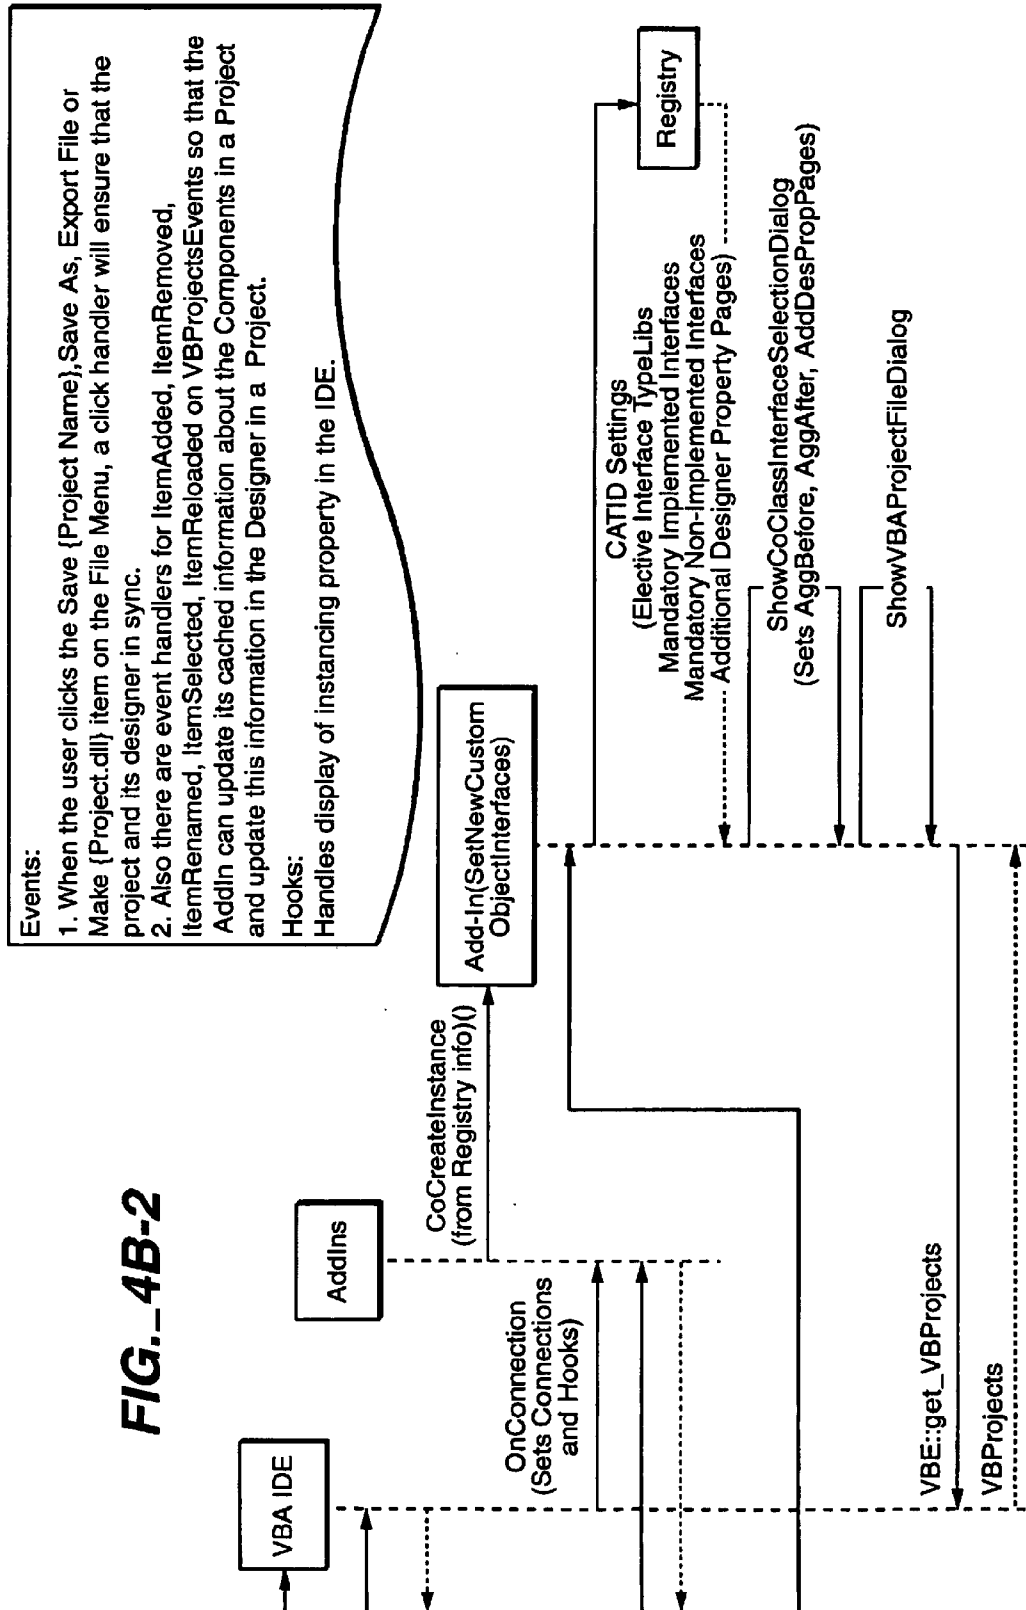 FIG._4B-2
Events:
1. When the user clicks the Save {Project Name},Save As, Export File or
Make {Project.dll} item on the File Menu, a click handler will ensure that the
project and its designer in sync.
2. Also there are event handlers for ItemAdded, ItemRemoved,
ItemRenamed, ItemSelected, ItemReloaded on VBProjectsEvents so that the
AddIn can update its cached information about the Components in a Project
and update this information in the Designer in a Project.
Hooks:
Handles display of instancing property in the IDE.
VBA IDE
AddIns
Add-In(SetNewCustom
ObjectInterfaces)
Registry
CoCreateInstance
(from Registry info)()
OnConnection
(Sets Connections
and Hooks)
CATID Settings
(Elective Interface TypeLibs
Mandatory Implemented Interfaces
Mandatory Non-Implemented Interfaces
Additional Designer Property Pages)
ShowCoClassInterfaceSelectionDialog
(Sets AggBefore, AggAfter, AddDesPropPages)
ShowVBAProjectFileDialog
VBE::get_VBProjects
VBProjects